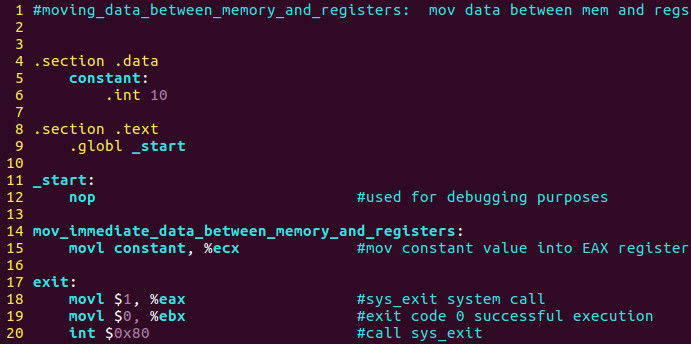 1 #moving_data_between_memory_and_registers:  mov data between mem and regs
2
3
4 .section .data
5     constant:
6         .int 10
7
8 .section .text
9     .globl _start
10
11 _start:
12     nop                             #used for debugging purposes
13
14 mov_immediate_data_between_memory_and_registers:
15     movl constant, %ecx             #mov constant value into EAX register
16
17 exit:
18     movl $1, %eax                   #sys_exit system call
19     movl $0, %ebx                   #exit code 0 successful execution
20     int $0x80                       #call sys_exit